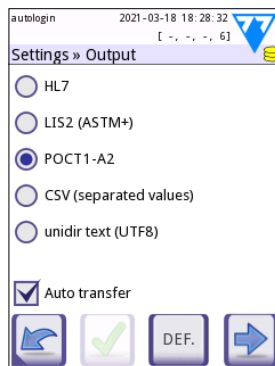 autologin 2021-03-18 18:28:32
[ -, -, -, 6]
Settings » Output
HL7
LIS2 (ASTM+)
POCT1-A2
CSV (separated values)
unidir text (UTF8)
Auto transfer
DEF.